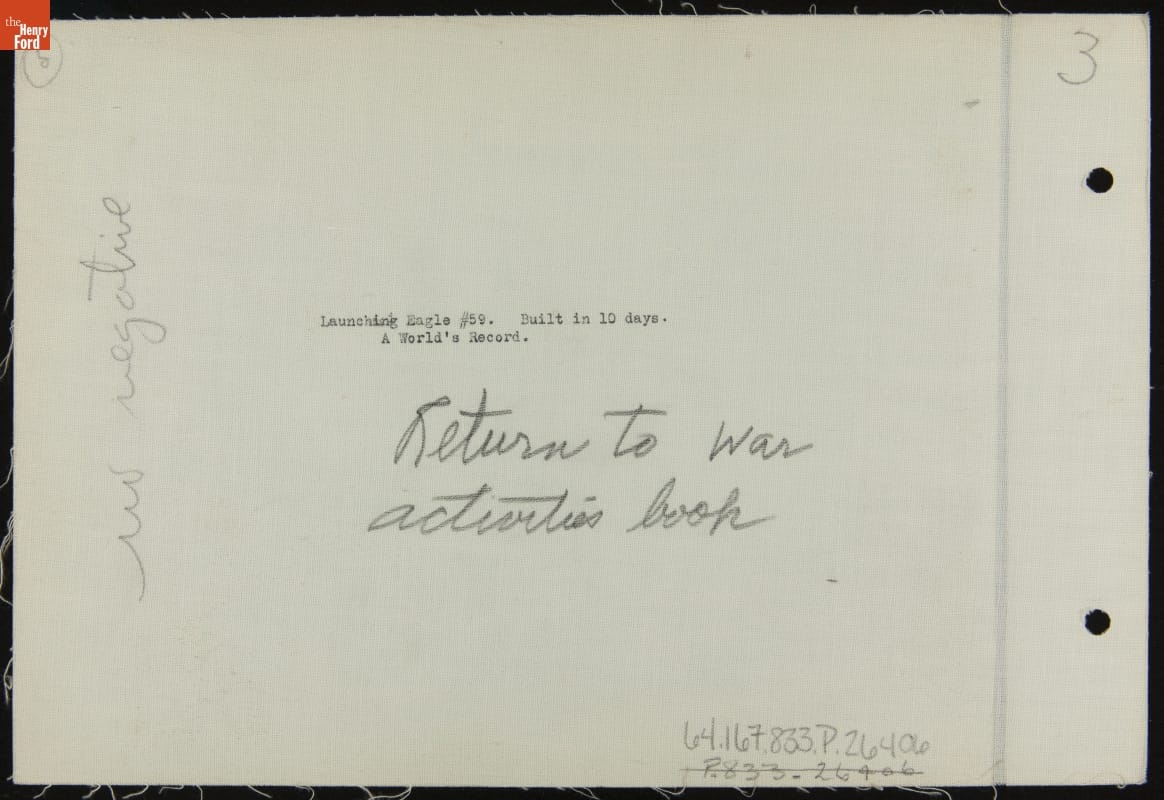 the
Henry
Ford
3
no negative
Launching Eagle #59. Built in 10 days.
A World's Record.
Return to war
activities book
64.167.833.P.26406
P.833-26406